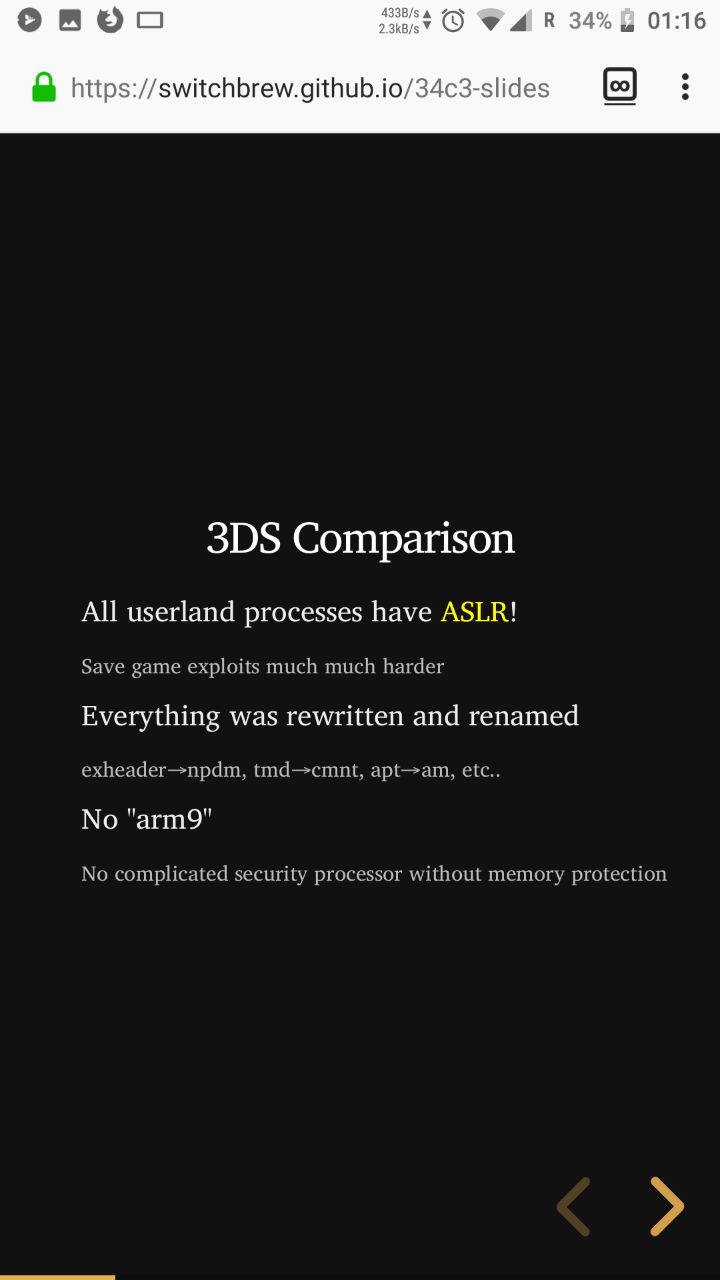 433B/s
2.3kB/s
R 34% 01:16
https://switchbrew.github.io/34c3-slides
3DS Comparison
All userland processes have ASLR!
Save game exploits much much harder
Everything was rewritten and renamed
exheader→npdm, tmd→cmnt, apt→am, etc..
No "arm9"
No complicated security processor without memory protection